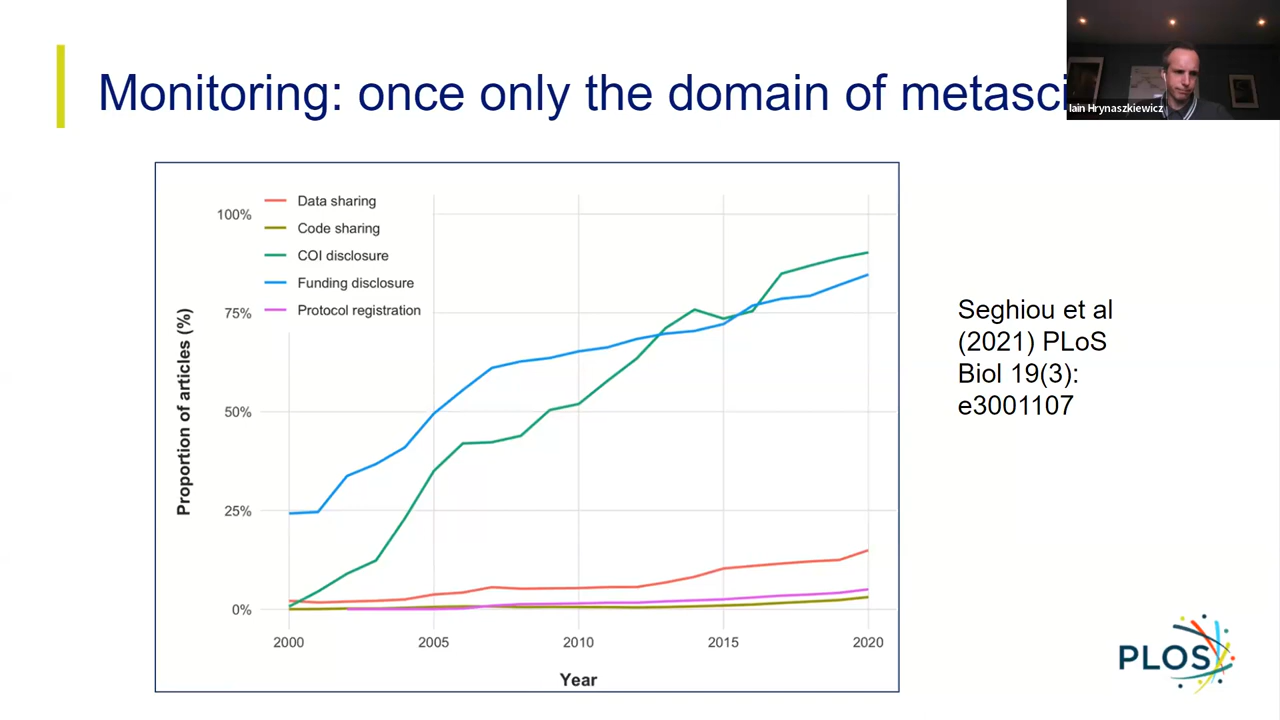 Monitoring: once only the domain of metasci
Iain Hrynaszkiewicz
Data sharing
Code sharing
COI disclosure
Funding disclosure
Protocol registration
100%
75%
50%
25%
0%
Proportion of articles (%)
2000
2005
2010
2015
2020
Year
Seghiou et al
(2021) PLoS
Biol 19(3):
e3001107
PLOS